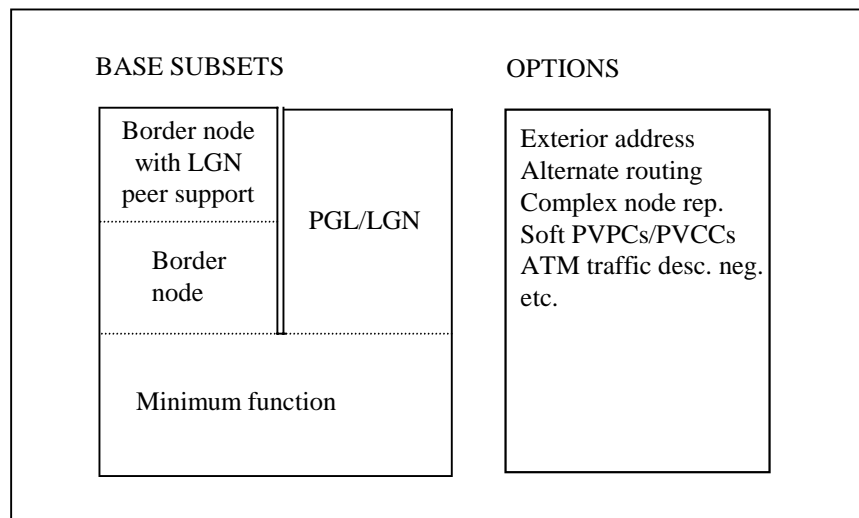 BASE SUBSETS
Border node
with LGN
peer support
Border
node
PGL/LGN
Minimum function
OPTIONS
Exterior address
Alternate routing
Complex node rep.
Soft PVPCs/PVCCs
ATM traffic desc. neg.
etc.